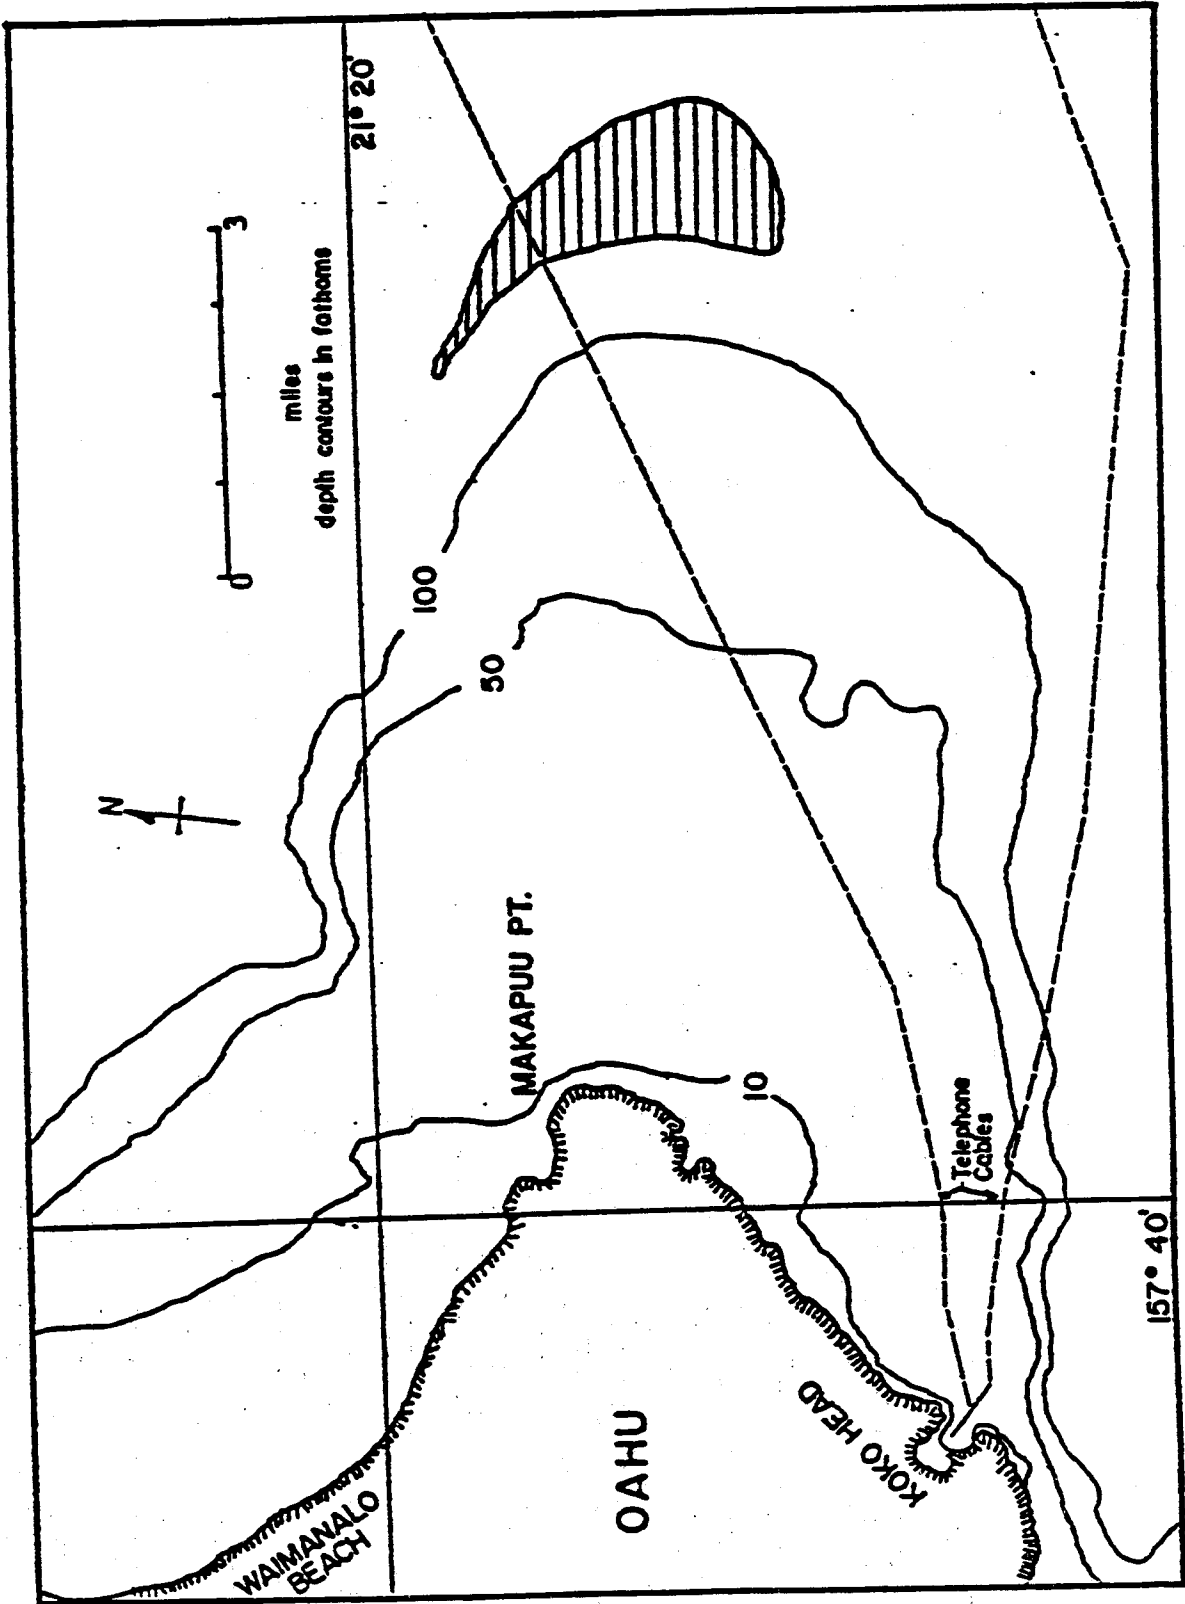 21° 20'
0
3
miles
depth contours in fathoms
N
100
50
MAKAPUU PT.
10
Telephone
Cables
WAIMANALO
BEACH
OAHU
KOKO HEAD
157° 40'